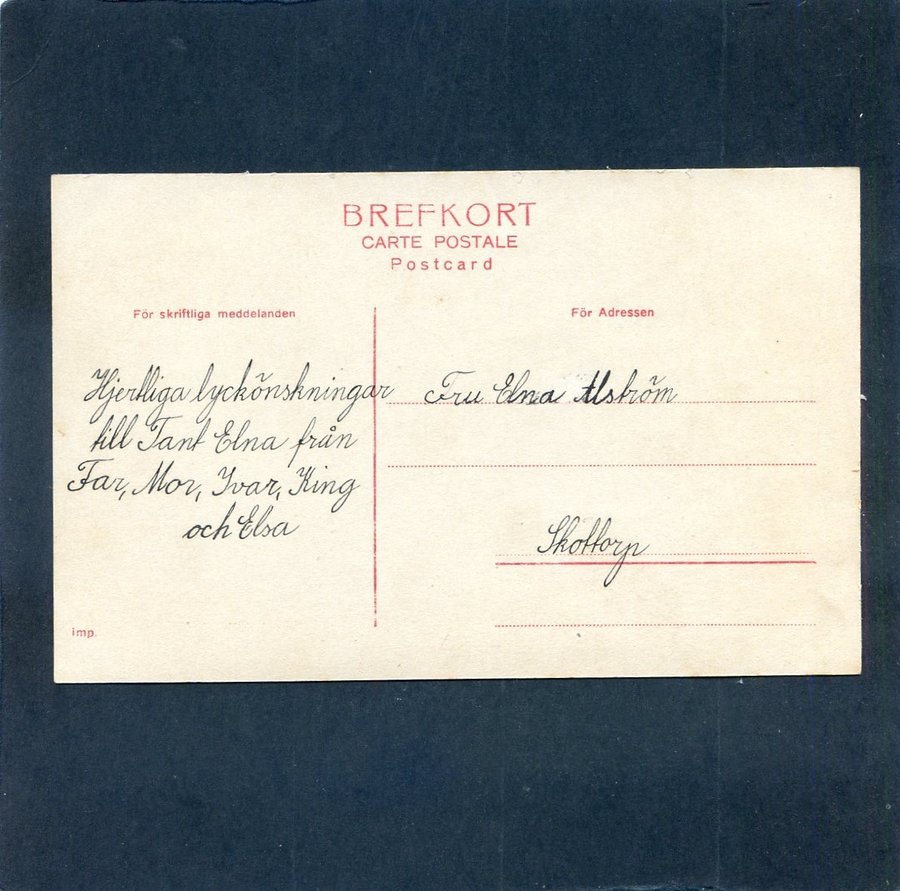 BREFKORT
CARTE POSTALE
Postcard
För skriftliga meddelanden
För Adressen
Hjertliga lyckönskningar
till Tant Elna från
Far, Mor, Ivar, King
och Elsa
Fru Elna Alström
Skottorp
imp.